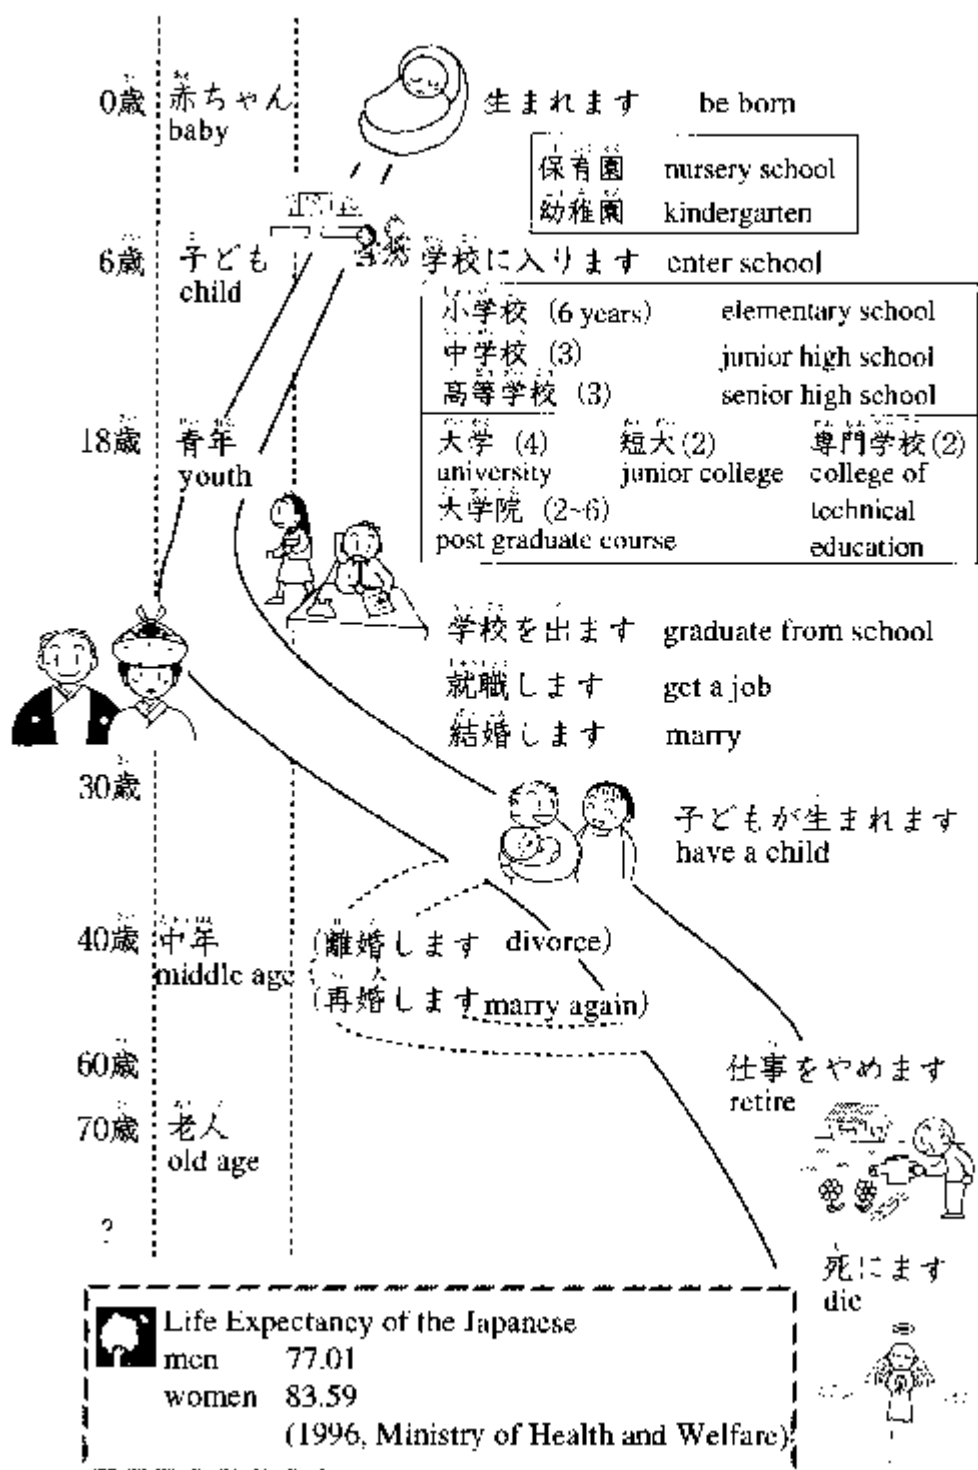 0歳 赤ちゃん 生まれます be born
baby
保育園 nursery school
幼稚園 kindergarten
6歳 子ども 学校に入ります enter school
child
小学校 (6 years) elementary school
中学校 (3) junior high school
高等学校 (3) senior high school
18歳 青年 大学 (4) 短大(2) 専門学校(2)
youth university junior college college of
大学院 (2~6) technical
post graduate course education
学校を出ます graduate from school
就職します get a job
結婚します marry
30歳
子どもが生まれます
have a child
40歳 中年 (離婚します divorce)
middle age
(再婚します marry again)
60歳 仕事をやめます
retire
70歳 老人
old age
?
死にます
die
Life Expectancy of the Japanese
men 77.01
women 83.59
(1996, Ministry of Health and Welfare)